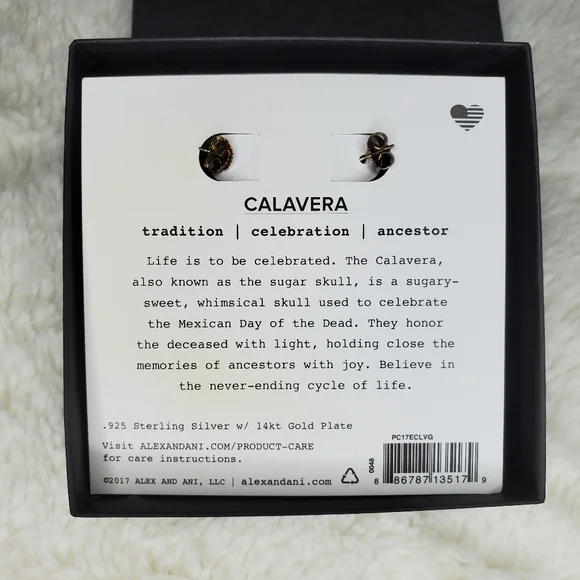 CALAVERA
tradition | celebration | ancestor
Life is to be celebrated. The Calavera,
also known as the sugar skull, is a sugary-
sweet, whimsical skull used to celebrate
the Mexican Day of the Dead. They honor
the deceased with light, holding close the
memories of ancestors with joy. Believe in
the never-ending cycle of life.
.925 Sterling Silver w/ 14kt Gold Plate
Visit ALEXANDANI.COM/PRODUCT-CARE
for care instructions.
©2017 ALEX AND ANI, LLC | alexandani.com
PC17ECLVG
0048
8 86787 13517 9